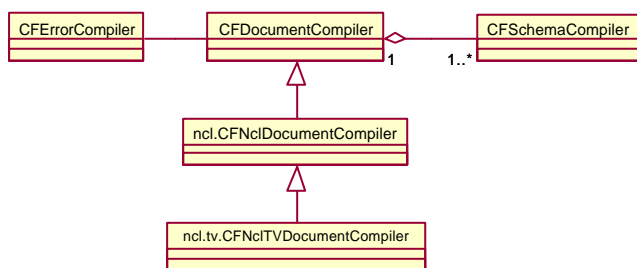 CFErrorCompiler
CFDocumentCompiler
CFSchemaCompiler
1
1..*
ncl.CFNclDocumentCompiler
ncl.tv.CFNclTVDocumentCompiler